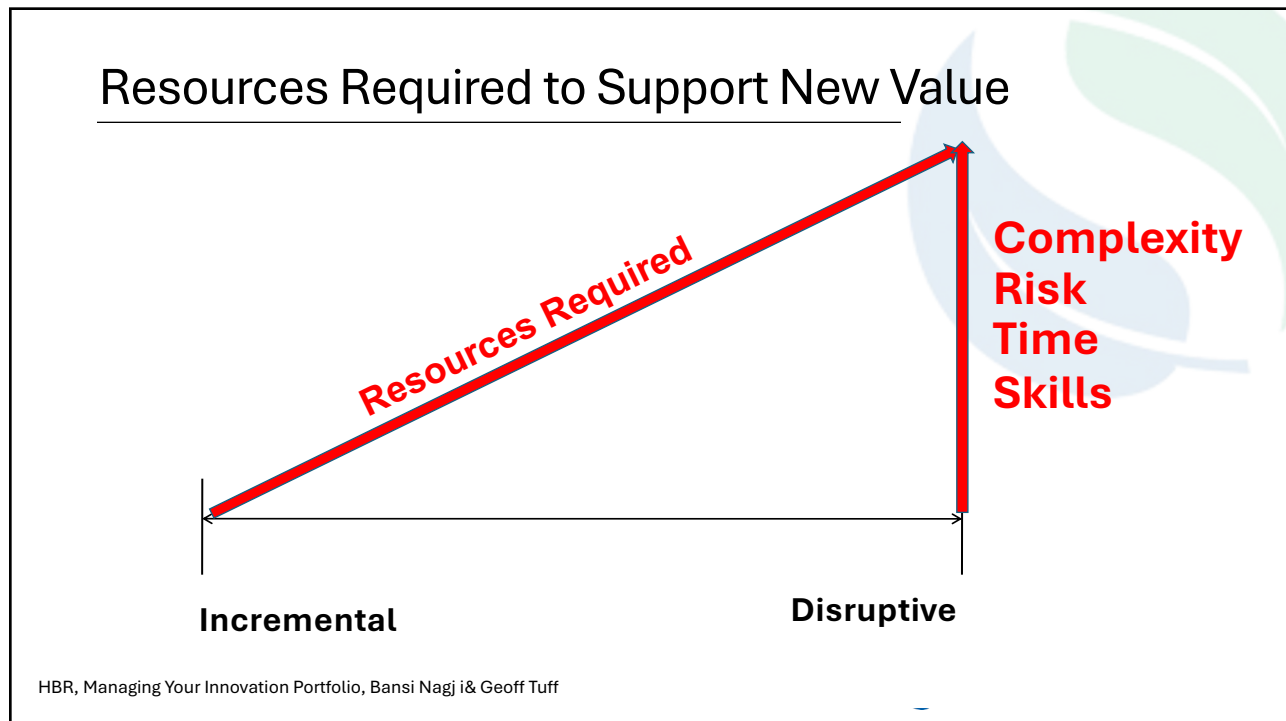 Resources Required to Support New Value
Resources Required
Complexity
Risk
Time
Skills
Incremental
Disruptive
HBR, Managing Your Innovation Portfolio, Bansi Nagj i& Geoff Tuff